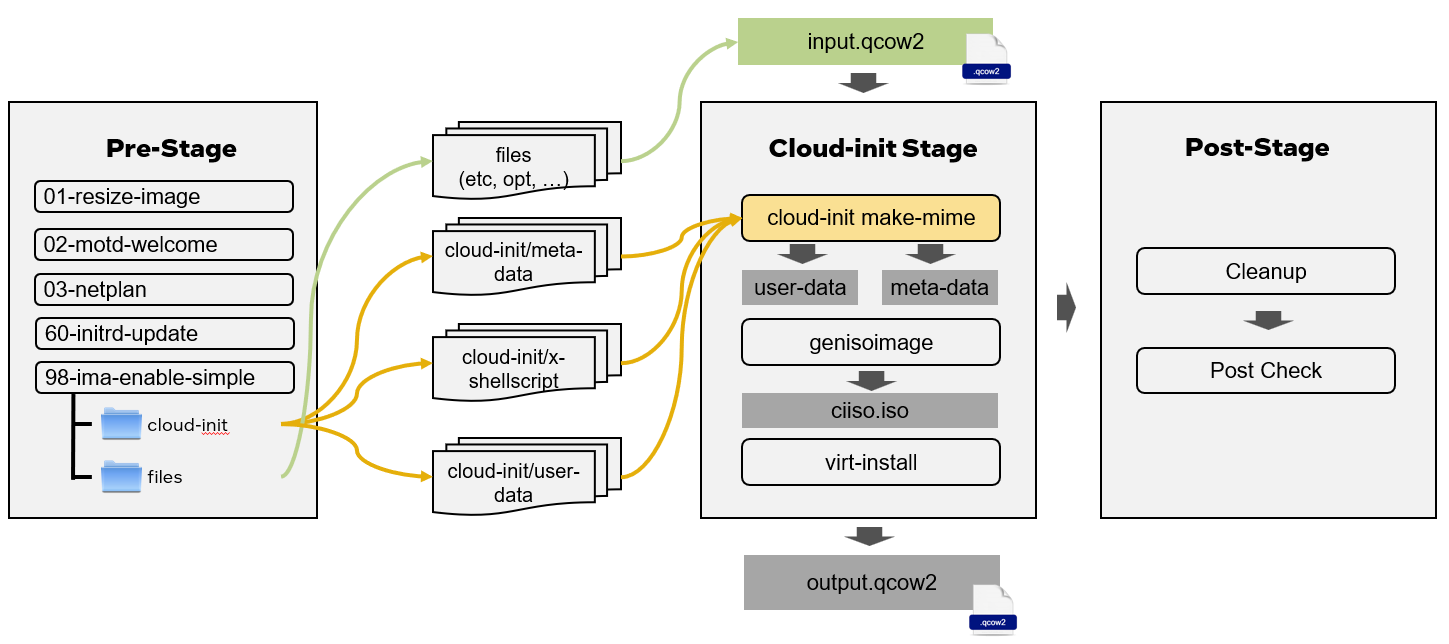 input.qcow2
.qcow2
Pre-Stage
01-resize-image
02-motd-welcome
03-netplan
60-initrd-update
98-ima-enable-simple
cloud-init
files
files
(etc, opt, …)
cloud-init/meta-
data
cloud-init/x-
shellscript
cloud-init/user-
data
Cloud-init Stage
cloud-init make-mime
user-data
meta-data
genisoimage
ciiso.iso
virt-install
output.qcow2
.qcow2
Post-Stage
Cleanup
Post Check